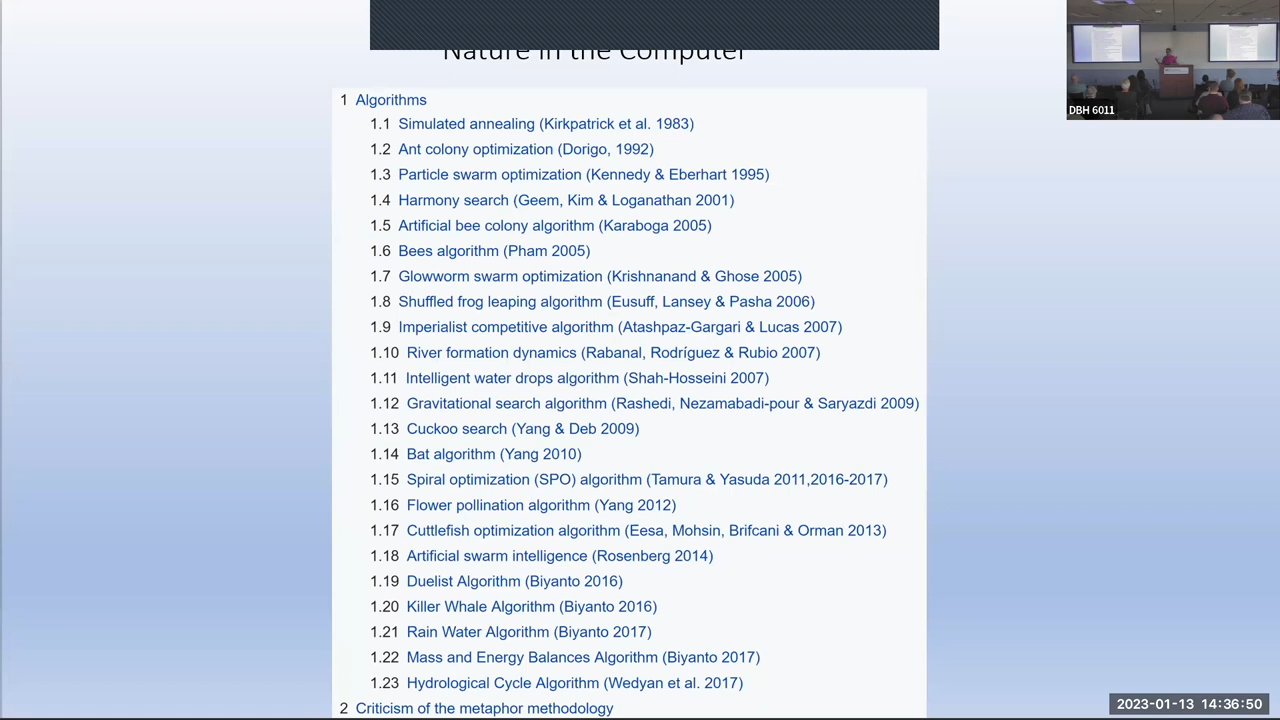 Nature in the Computer
1 Algorithms
1.1 Simulated annealing (Kirkpatrick et al. 1983)
1.2 Ant colony optimization (Dorigo, 1992)
1.3 Particle swarm optimization (Kennedy & Eberhart 1995)
1.4 Harmony search (Geem, Kim & Loganathan 2001)
1.5 Artificial bee colony algorithm (Karaboga 2005)
1.6 Bees algorithm (Pham 2005)
1.7 Glowworm swarm optimization (Krishnanand & Ghose 2005)
1.8 Shuffled frog leaping algorithm (Eusuff, Lansey & Pasha 2006)
1.9 Imperialist competitive algorithm (Atashpaz-Gargari & Lucas 2007)
1.10 River formation dynamics (Rabanal, Rodríguez & Rubio 2007)
1.11 Intelligent water drops algorithm (Shah-Hosseini 2007)
1.12 Gravitational search algorithm (Rashedi, Nezamabadi-pour & Saryazdi 2009)
1.13 Cuckoo search (Yang & Deb 2009)
1.14 Bat algorithm (Yang 2010)
1.15 Spiral optimization (SPO) algorithm (Tamura & Yasuda 2011,2016-2017)
1.16 Flower pollination algorithm (Yang 2012)
1.17 Cuttlefish optimization algorithm (Eesa, Mohsin, Brifcani & Orman 2013)
1.18 Artificial swarm intelligence (Rosenberg 2014)
1.19 Duelist Algorithm (Biyanto 2016)
1.20 Killer Whale Algorithm (Biyanto 2016)
1.21 Rain Water Algorithm (Biyanto 2017)
1.22 Mass and Energy Balances Algorithm (Biyanto 2017)
1.23 Hydrological Cycle Algorithm (Wedyan et al. 2017)
2 Criticism of the metaphor methodology
DBH 6011
2023-01-13 14:36:50